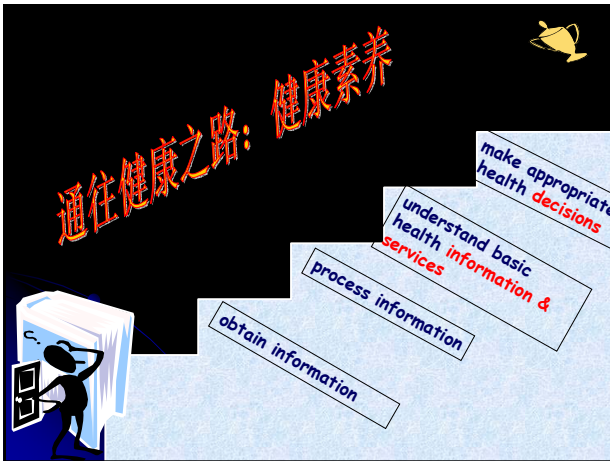 通往健康之路：健康素养
make appropriate
health decisions
understand basic
health information &
services
process information
obtain information